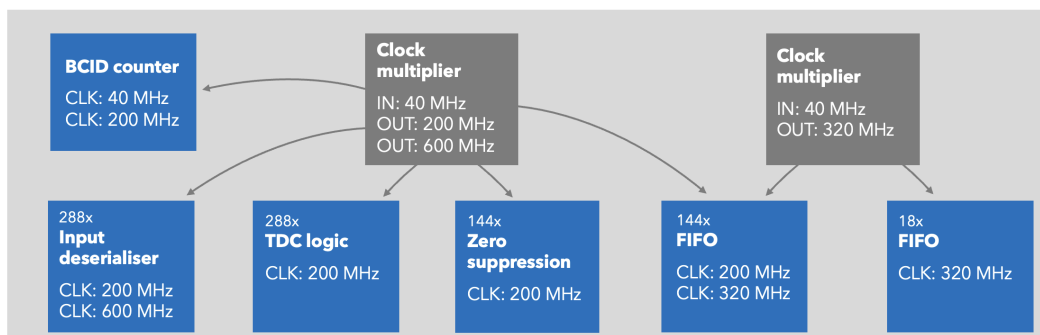 BCID counter
CLK: 40 MHz
CLK: 200 MHz
Clock
multiplier
IN: 40 MHz
OUT: 200 MHz
OUT: 600 MHz
Clock
multiplier
IN: 40 MHz
OUT: 320 MHz
288x
Input
deserialiser
CLK: 200 MHz
CLK: 600 MHz
288x
TDC logic
CLK: 200 MHz
144x
Zero
suppression
CLK: 200 MHz
144x
FIFO
CLK: 200 MHz
CLK: 320 MHz
18x
FIFO
CLK: 320 MHz